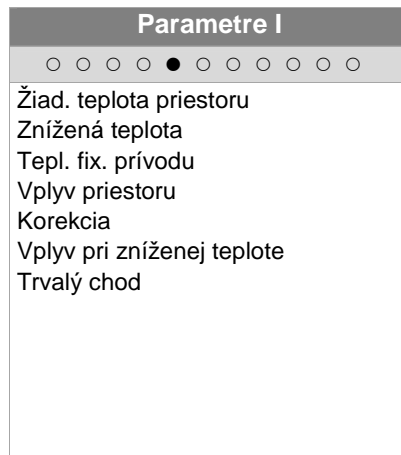 Parametre I
Žiad. teplota priestoru
Znížená teplota
Tepl. fix. prívodu
Vplyv priestoru
Korekcia
Vplyv pri zníženej teplote
Trvalý chod